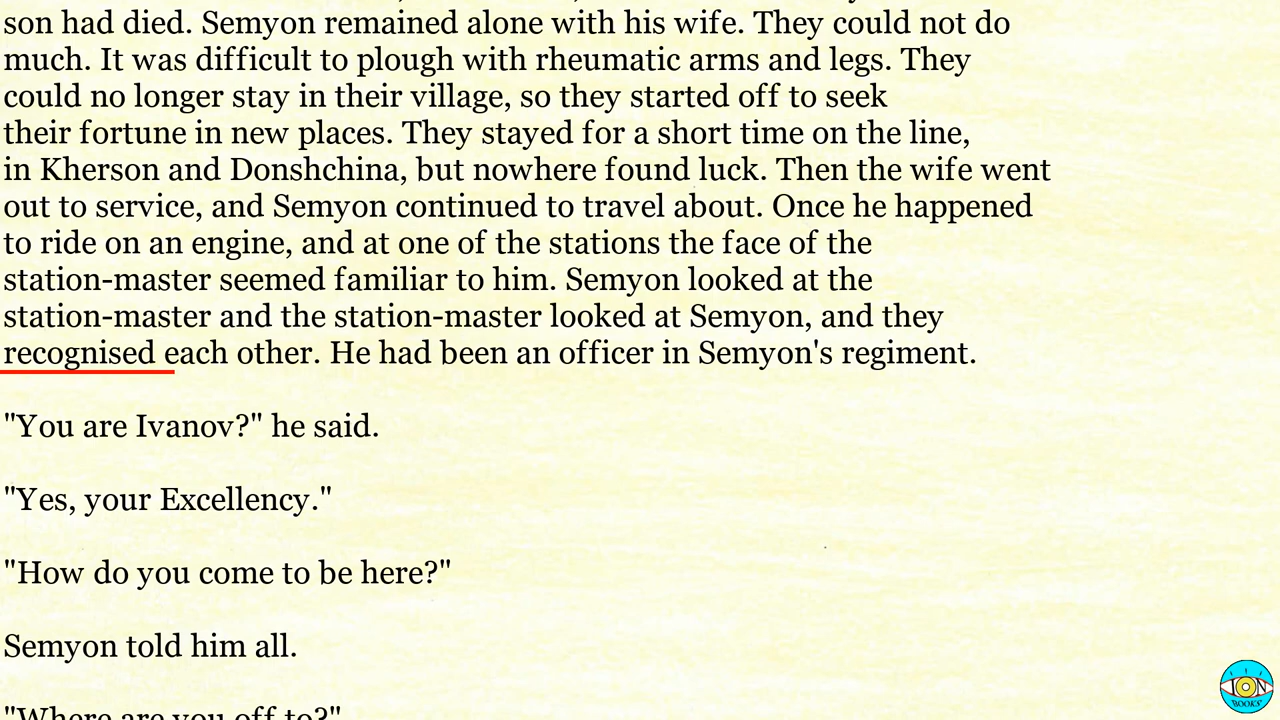 son had died. Semyon remained alone with his wife. They could not do
much. It was difficult to plough with rheumatic arms and legs. They
could no longer stay in their village, so they started off to seek
their fortune in new places. They stayed for a short time on the line,
in Kherson and Donshchina, but nowhere found luck. Then the wife went
out to service, and Semyon continued to travel about. Once he happened
to ride on an engine, and at one of the stations the face of the
station-master seemed familiar to him. Semyon looked at the
station-master and the station-master looked at Semyon, and they
recognised each other. He had been an officer in Semyon's regiment.
"You are Ivanov?" he said.
"Yes, your Excellency."
"How do you come to be here?"
Semyon told him all.
"Where are you off to?"
ION
BOOKS